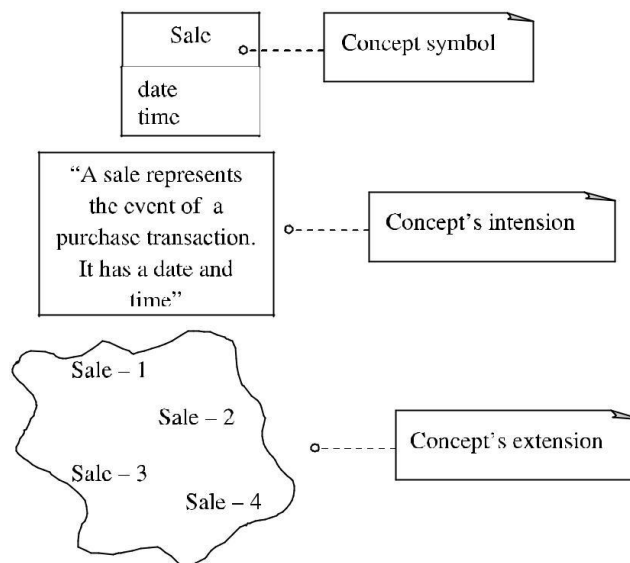 Sale
Concept symbol
date
time
“A sale represents
the event of a
purchase transaction.
It has a date and
time”
Concept’s intension
Sale – 1
Sale – 2
Sale – 3
Sale – 4
Concept’s extension